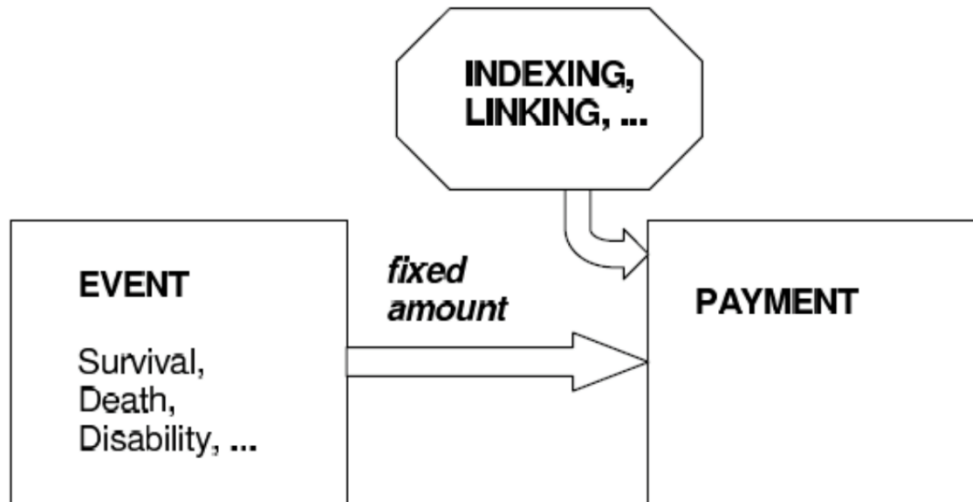 INDEXING,
LINKING, ...
EVENT
Survival,
Death,
Disability, ...
fixed
amount
PAYMENT